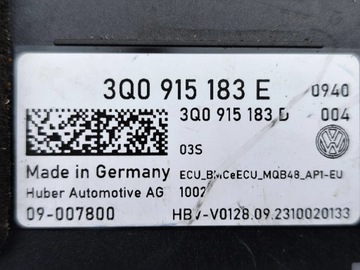 3Q0 915 183 E 0940
3Q0 915 183 D 004
03S
Made in Germany ECU_BMCeECU_MQB48_AP1-EU
Huber Automotive AG 1002
09-007800 HBV-V0128.09.2310020133